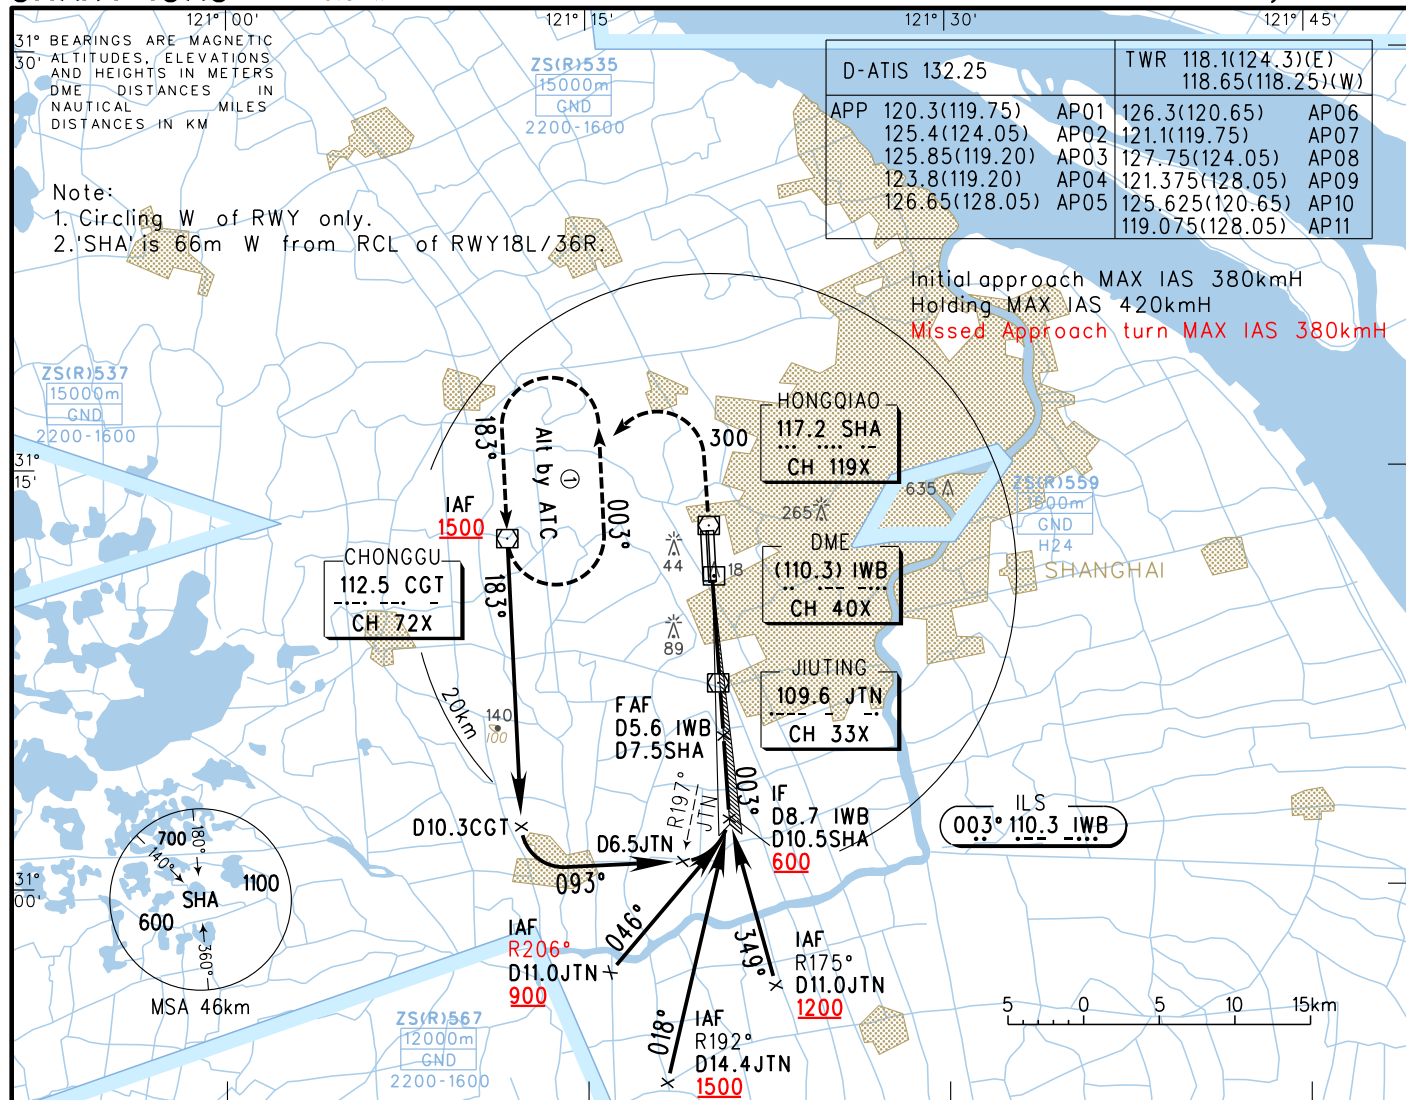 121° 00'
121° 15'
121° 30'
121° 45'
31°
30'
BEARINGS ARE MAGNETIC
ALTITUDES, ELEVATIONS
AND HEIGHTS IN METERS
DME DISTANCES IN
NAUTICAL MILES
DISTANCES IN KM
Note:
1. Circling W of RWY only.
2.'SHA' is 66m W from RCL of RWY18L/36R.
ZS(R)535
15000m
GND
2200-1600
D-ATIS 132.25
TWR 118.1(124.3)(E)
118.65(118.25)(W)
APP 120.3(119.75) AP01 126.3(120.65) AP06
125.4(124.05) AP02 121.1(119.75) AP07
125.85(119.20) AP03 127.75(124.05) AP08
123.8(119.20) AP04 121.375(128.05) AP09
126.65(128.05) AP05 125.625(120.65) AP10
119.075(128.05) AP11
Initial approach MAX IAS 380kmH
Holding MAX IAS 420kmH
Missed Approach turn MAX IAS 380kmH
ZS(R)537
15000m
GND
2200-1600
31°
15'
183°
Alt by ATC
①
003°
300
HONGQIAO
117.2 SHA
CH 119X
IAF
1500
265
635
ZS(R)559
1800m
GND
H24
CHONGGU
112.5 CGT
CH 72X
183°
44
18
DME
(110.3) IWB
CH 40X
SHANGHAI
89
JIUTING
109.6 JTN
CH 33X
20km
140
100
FAF
D5.6 IWB
D7.5SHA
R197°
JTN
003°
IF
D8.7 IWB
D10.5SHA
600
ILS
003° 110.3 IWB
D10.3CGT
D6.5JTN
093°
31°
00'
700
180°
140°
1100
SHA
600
360°
MSA 46km
IAF
R206°
D11.0JTN
900
046°
349°
IAF
R175°
D11.0JTN
1200
018°
IAF
R192°
D14.4JTN
1500
ZS(R)567
12000m
GND
2200-1600
5 0 5 10 15km